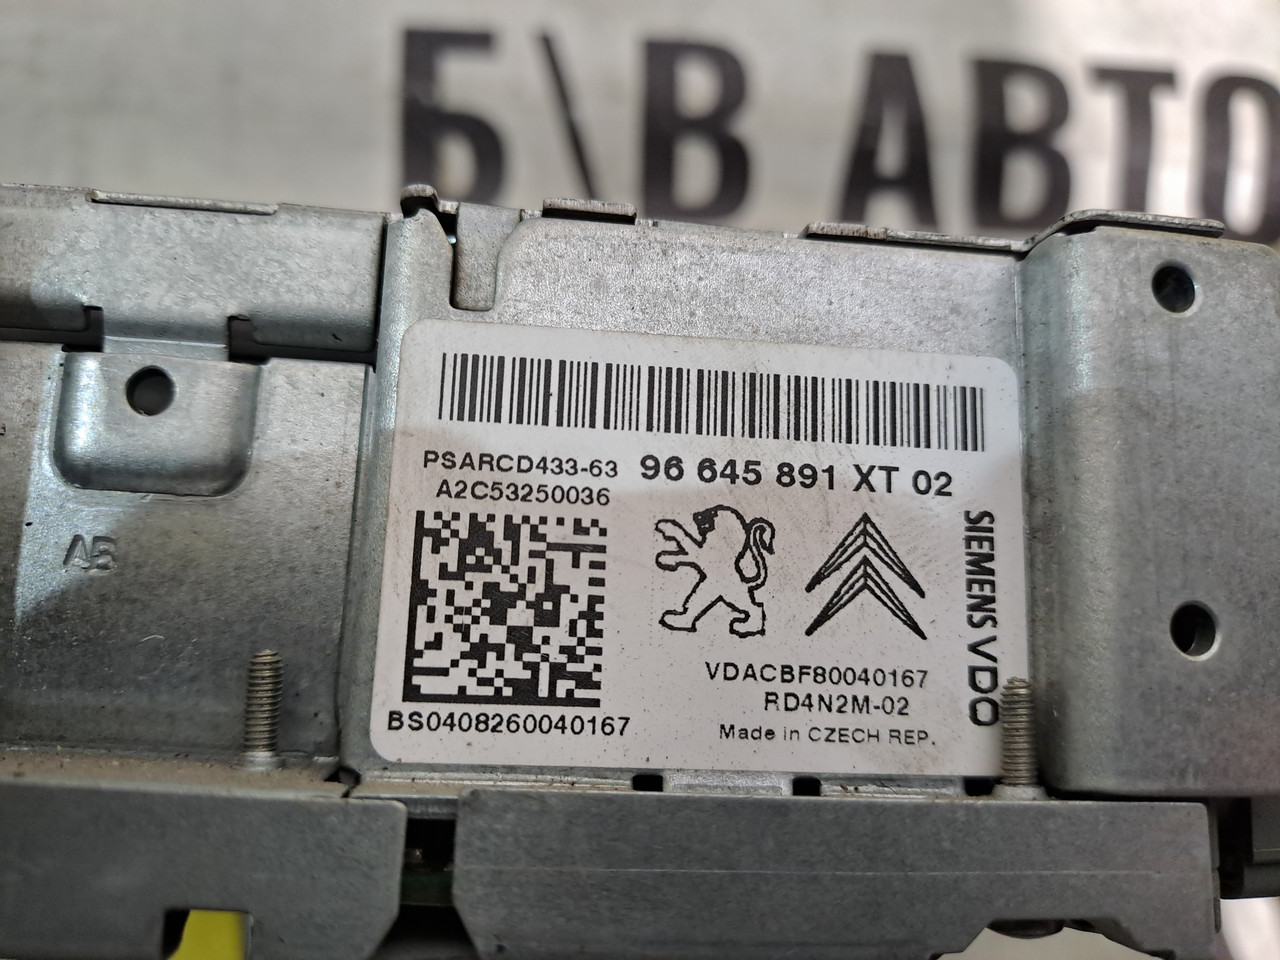 Б\В АВТО
PSARCD433-63 96 645 891 XT 02
A2C53250036
SIEMENS VDO
VDACBF80040167
RD4N2M-02
BS0408260040167
Made in CZECH REP.
AB